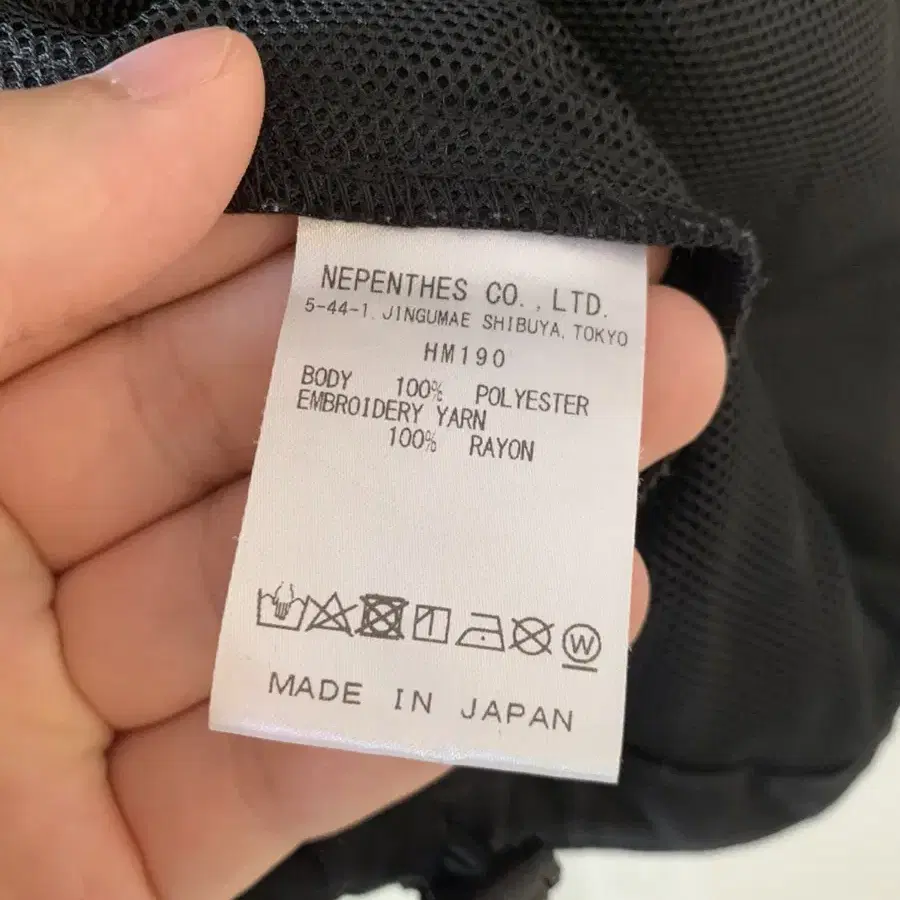 NEPENTHES CO., LTD.
5-44-1. JINGUMAE SHIBUYA, TOKYO
HM190
BODY 100% POLYESTER
EMBROIDERY YARN
100% RAYON
W
MADE IN JAPAN